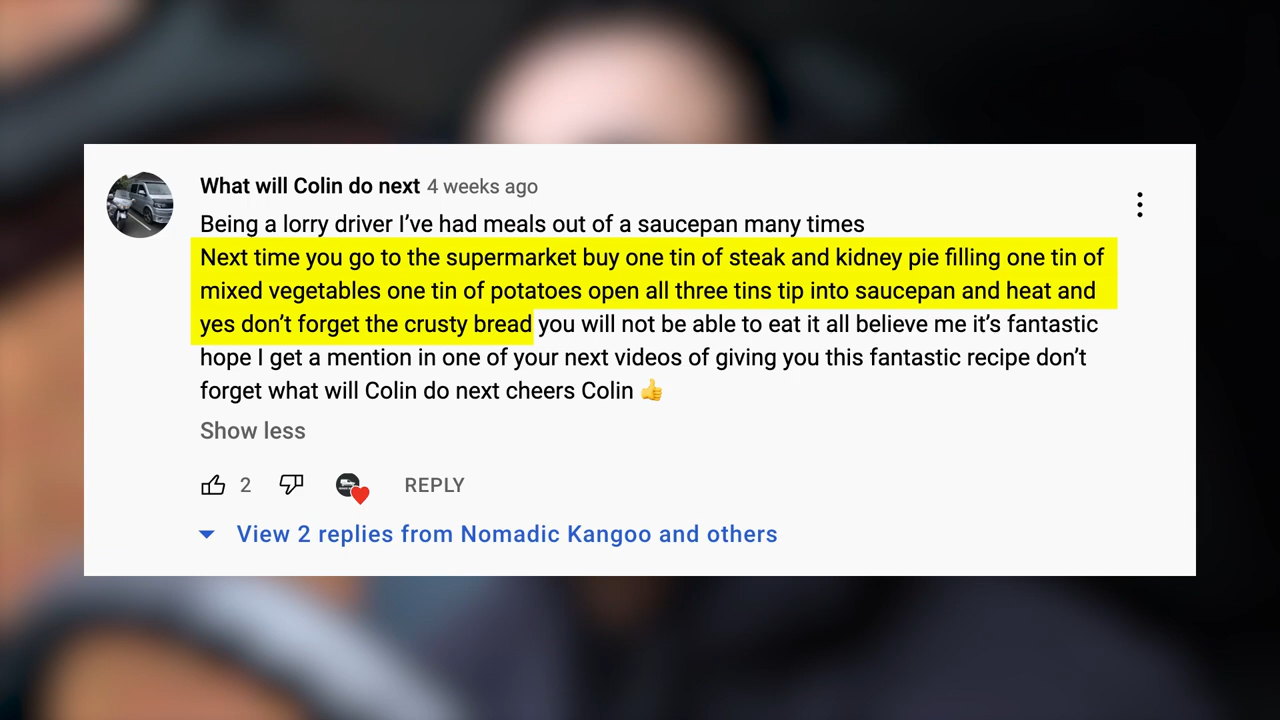 What will Colin do next 4 weeks ago
Being a lorry driver I’ve had meals out of a saucepan many times
Next time you go to the supermarket buy one tin of steak and kidney pie filling one tin of
mixed vegetables one tin of potatoes open all three tins tip into saucepan and heat and
yes don’t forget the crusty bread you will not be able to eat it all believe me it’s fantastic
hope I get a mention in one of your next videos of giving you this fantastic recipe don’t
forget what will Colin do next cheers Colin 👍
Show less
2 REPLY
View 2 replies from Nomadic Kangoo and others